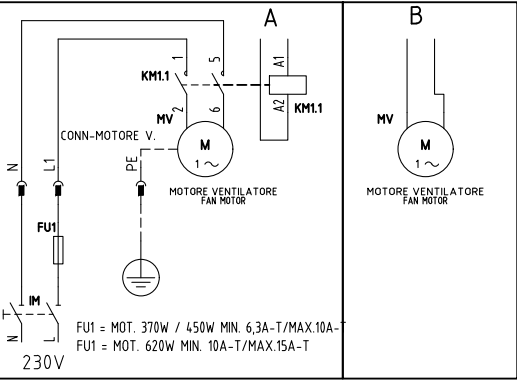 A
B
1
5
A1
KM1.1
A2
KM1.1
2
6
MV
MV
CONN-MOTORE V.
M
1 ~
M
1 ~
N
L1
PE
MOTORE VENTILATORE
FAN MOTOR
MOTORE VENTILATORE
FAN MOTOR
FU1
IM
N
L
FU1 = MOT. 370W / 450W MIN. 6,3A-T/MAX.10A-T
FU1 = MOT. 620W MIN. 10A-T/MAX.15A-T
230V